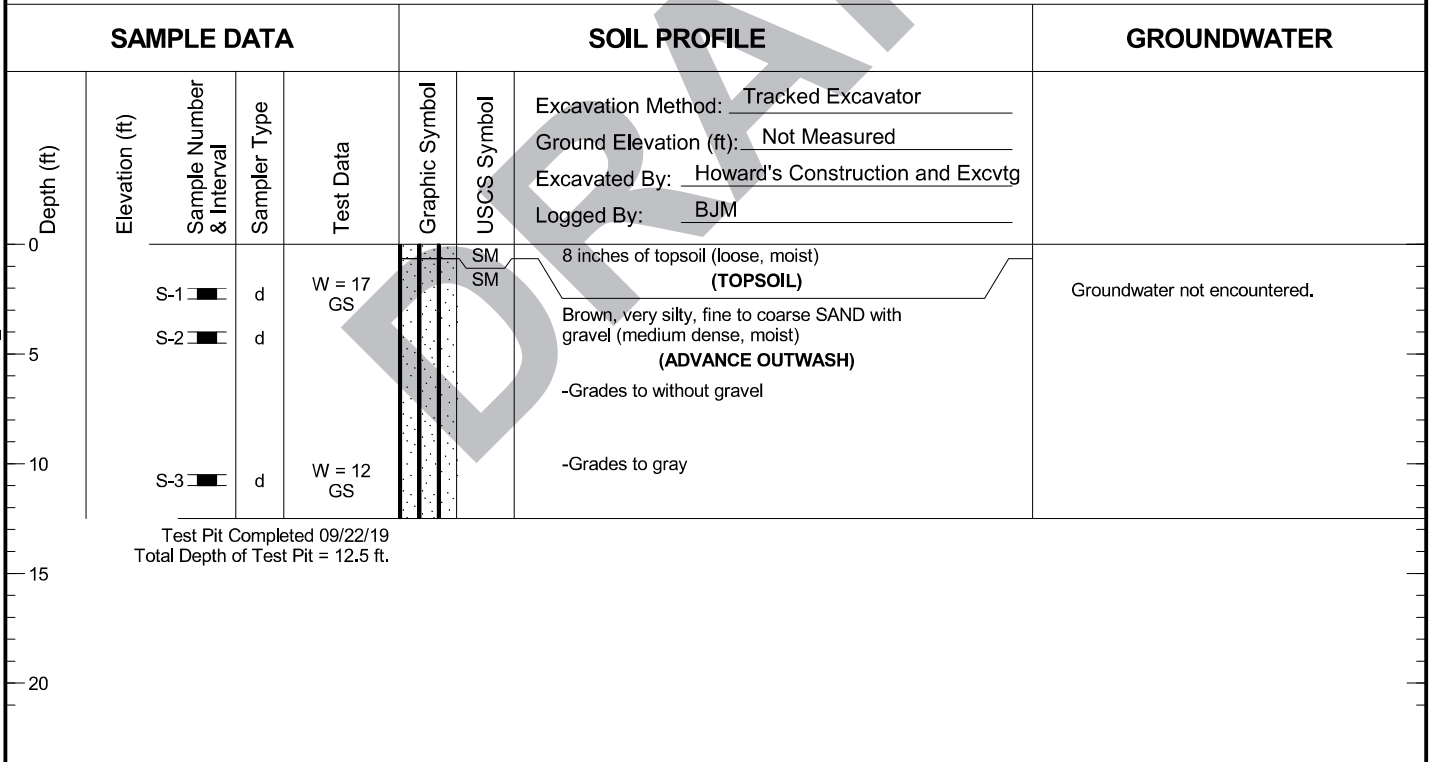 SAMPLE DATA
SOIL PROFILE
GROUNDWATER
Depth (ft)
Elevation (ft)
Sample Number
& Interval
Sampler Type
Test Data
Graphic Symbol
USCS Symbol
Excavation Method: Tracked Excavator
Ground Elevation (ft): Not Measured
Excavated By: Howard's Construction and Excvtg
Logged By: BJM
0
SM
8 inches of topsoil (loose, moist)
SM
(TOPSOIL)
S-1
d
W = 17
GS
Groundwater not encountered.
Brown, very silty, fine to coarse SAND with
gravel (medium dense, moist)
S-2
d
5
(ADVANCE OUTWASH)
-Grades to without gravel
10
-Grades to gray
S-3
d
W = 12
GS
Test Pit Completed 09/22/19
Total Depth of Test Pit = 12.5 ft.
15
20
DRA